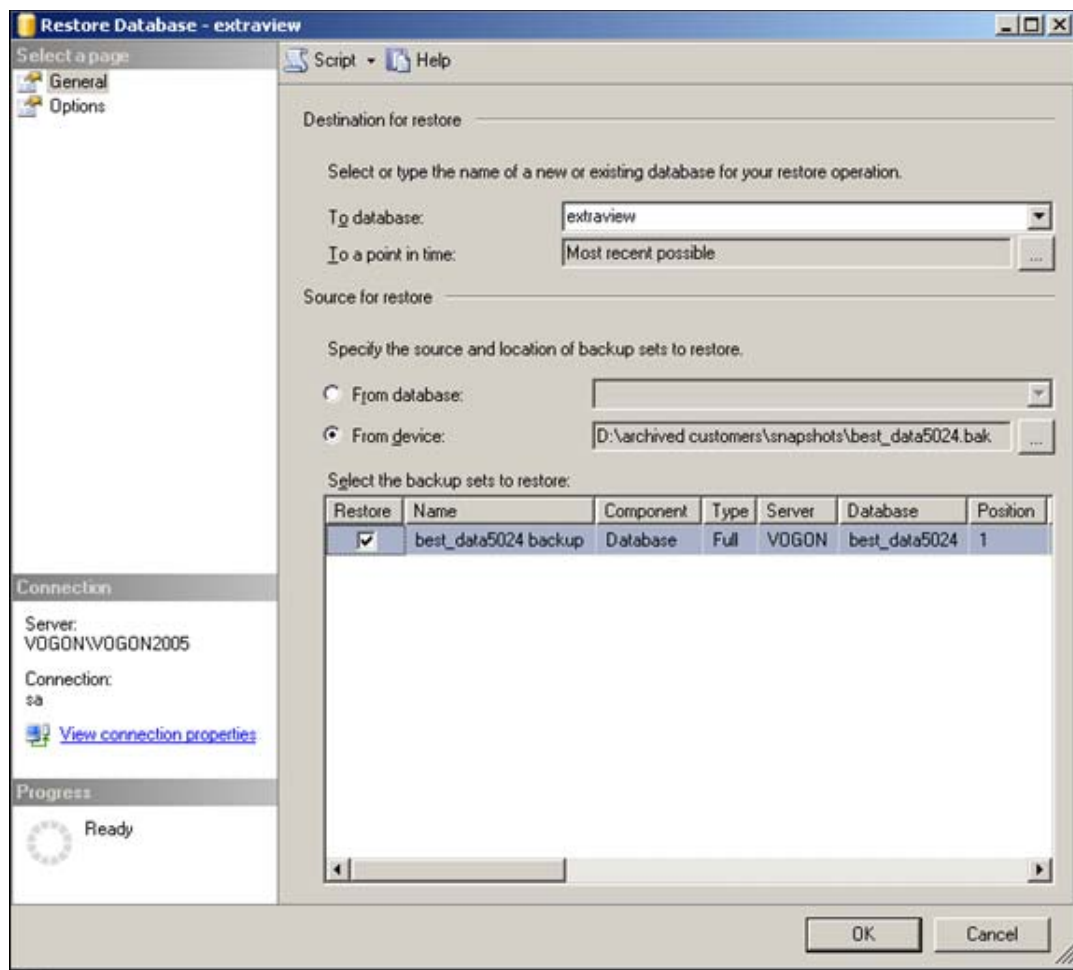 Restore Database - extraview
Select a page
General
Options
Script
Help
Destination for restore
Select or type the name of a new or existing database for your restore operation.
To database:
extraview
To a point in time:
Most recent possible
...
Source for restore
Specify the source and location of backup sets to restore.
From database:
From device:
D:\archived customers\snapshots\best_data5024.bak
...
Select the backup sets to restore:
Restore Name Component Type Server Database Position
best_data5024 backup Database Full VOGON best_data5024 1
Connection
Server:
VOGON\VOGON2005
Connection:
sa
View connection properties
Progress
Ready
OK
Cancel